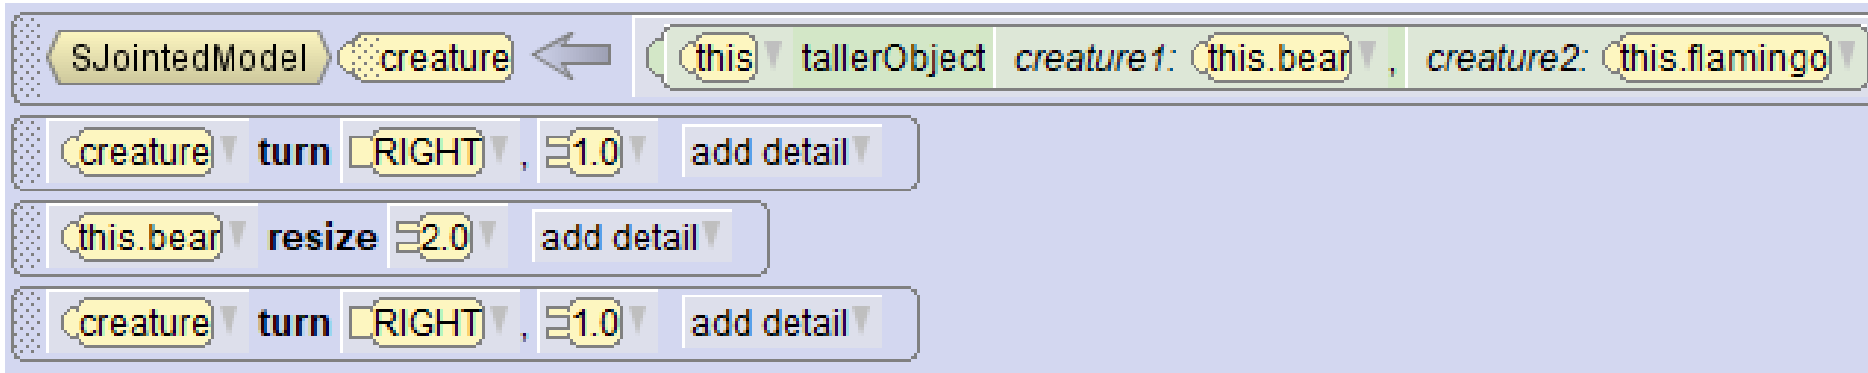 SJointedModel creature this tallerObject creature1: this.bear , creature2: this.flamingo
creature turn RIGHT , 1.0 add detail
this.bear resize 2.0 add detail
creature turn RIGHT , 1.0 add detail